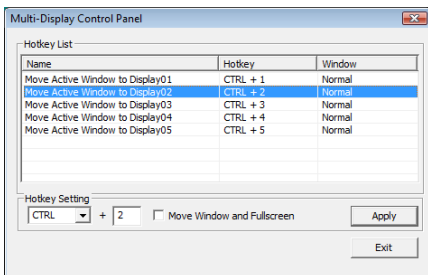 Multi-Display Control Panel
Hotkey List
Name Hotkey Window
Move Active Window to Display01 CTRL + 1 Normal
Move Active Window to Display02 CTRL + 2 Normal
Move Active Window to Display03 CTRL + 3 Normal
Move Active Window to Display04 CTRL + 4 Normal
Move Active Window to Display05 CTRL + 5 Normal
Hotkey Setting
CTRL + 2 Move Window and Fullscreen Apply
Exit